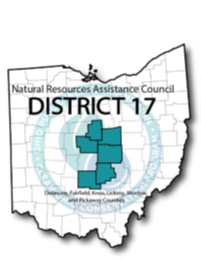 Natural Resources Assistance Council
DISTRICT 17
Delaware, Fairfield, Knox, Licking, Morrow,
and Pickaway Counties